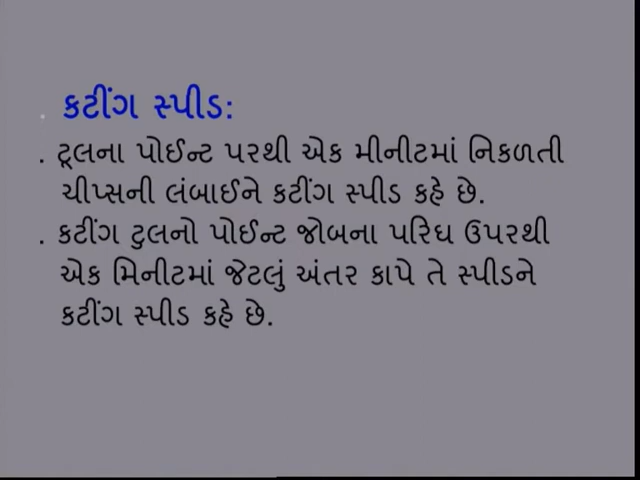 . કટીંગ સ્પીડ:
. ટૂલના પોઈન્ટ પરથી એક મીનીટમાં નિકળતી
ચીપ્સની લંબાઈને કટીંગ સ્પીડ કહે છે.
. કટીંગ ટુલનો પોઈન્ટ જોબના પરિઘ ઉપરથી
એક મિનીટમાં જેટલું અંતર કાપે તે સ્પીડને
કટીંગ સ્પીડ કહે છે.